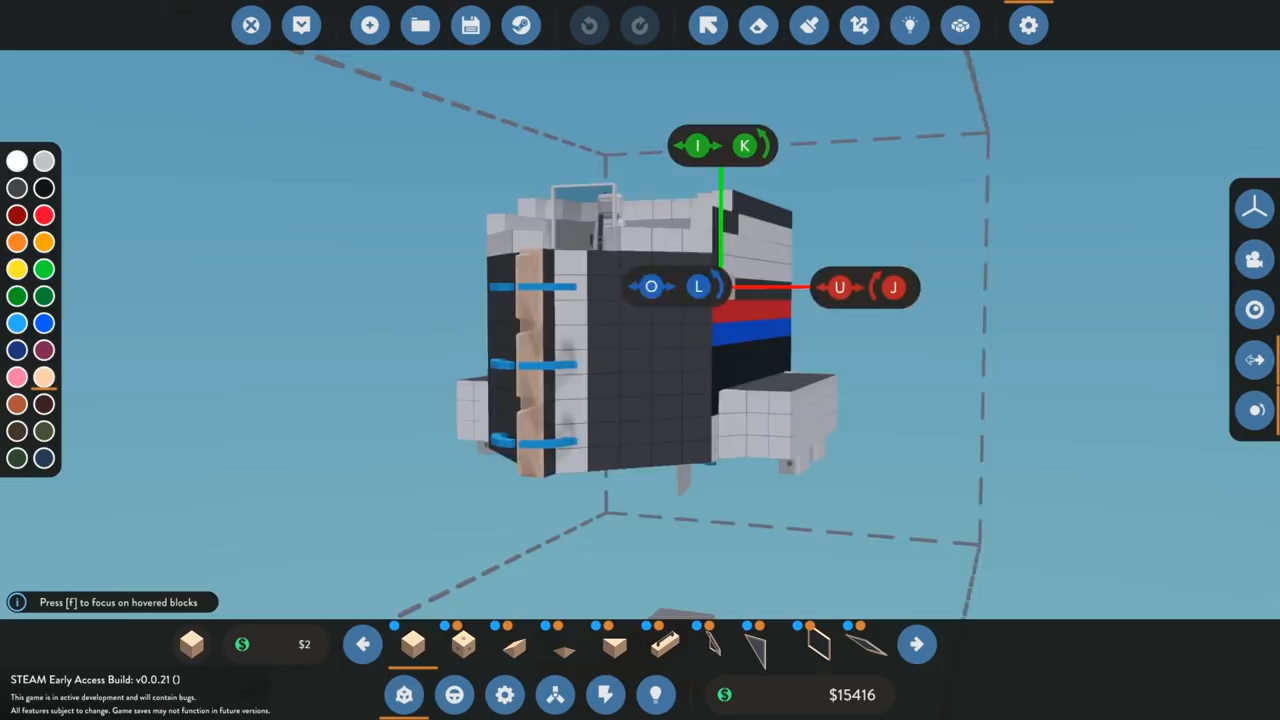 I K
O L
U J
Press [f] to focus on hovered blocks
$ $2
STEAM Early Access Build: v0.0.21 ()
This game is in active development and will contain bugs.
All features subject to change. Game saves may not function in future versions.
$ $15416